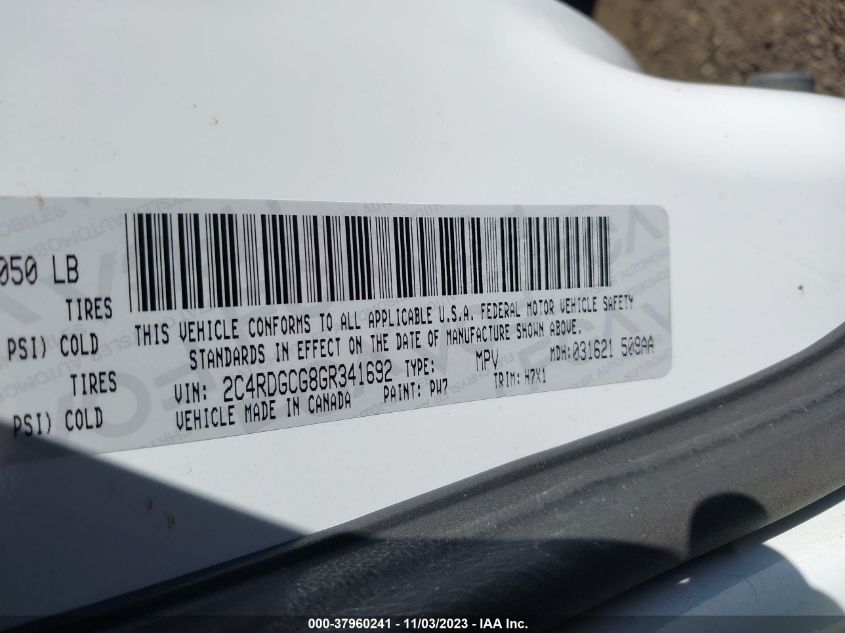 050 LB
TIRES
PSI) COLD
TIRES
PSI) COLD
THIS VEHICLE CONFORMS TO ALL APPLICABLE U.S.A. FEDERAL MOTOR VEHICLE SAFETY
STANDARDS IN EFFECT ON THE DATE OF MANUFACTURE SHOWN ABOVE.
VIN: 2C4RDGCG8GR341692 TYPE: MPV MDH:031621 509AA
VEHICLE MADE IN CANADA PAINT: PW7 TRIM: H7X1
000-37960241 - 11/03/2023 - IAA Inc.